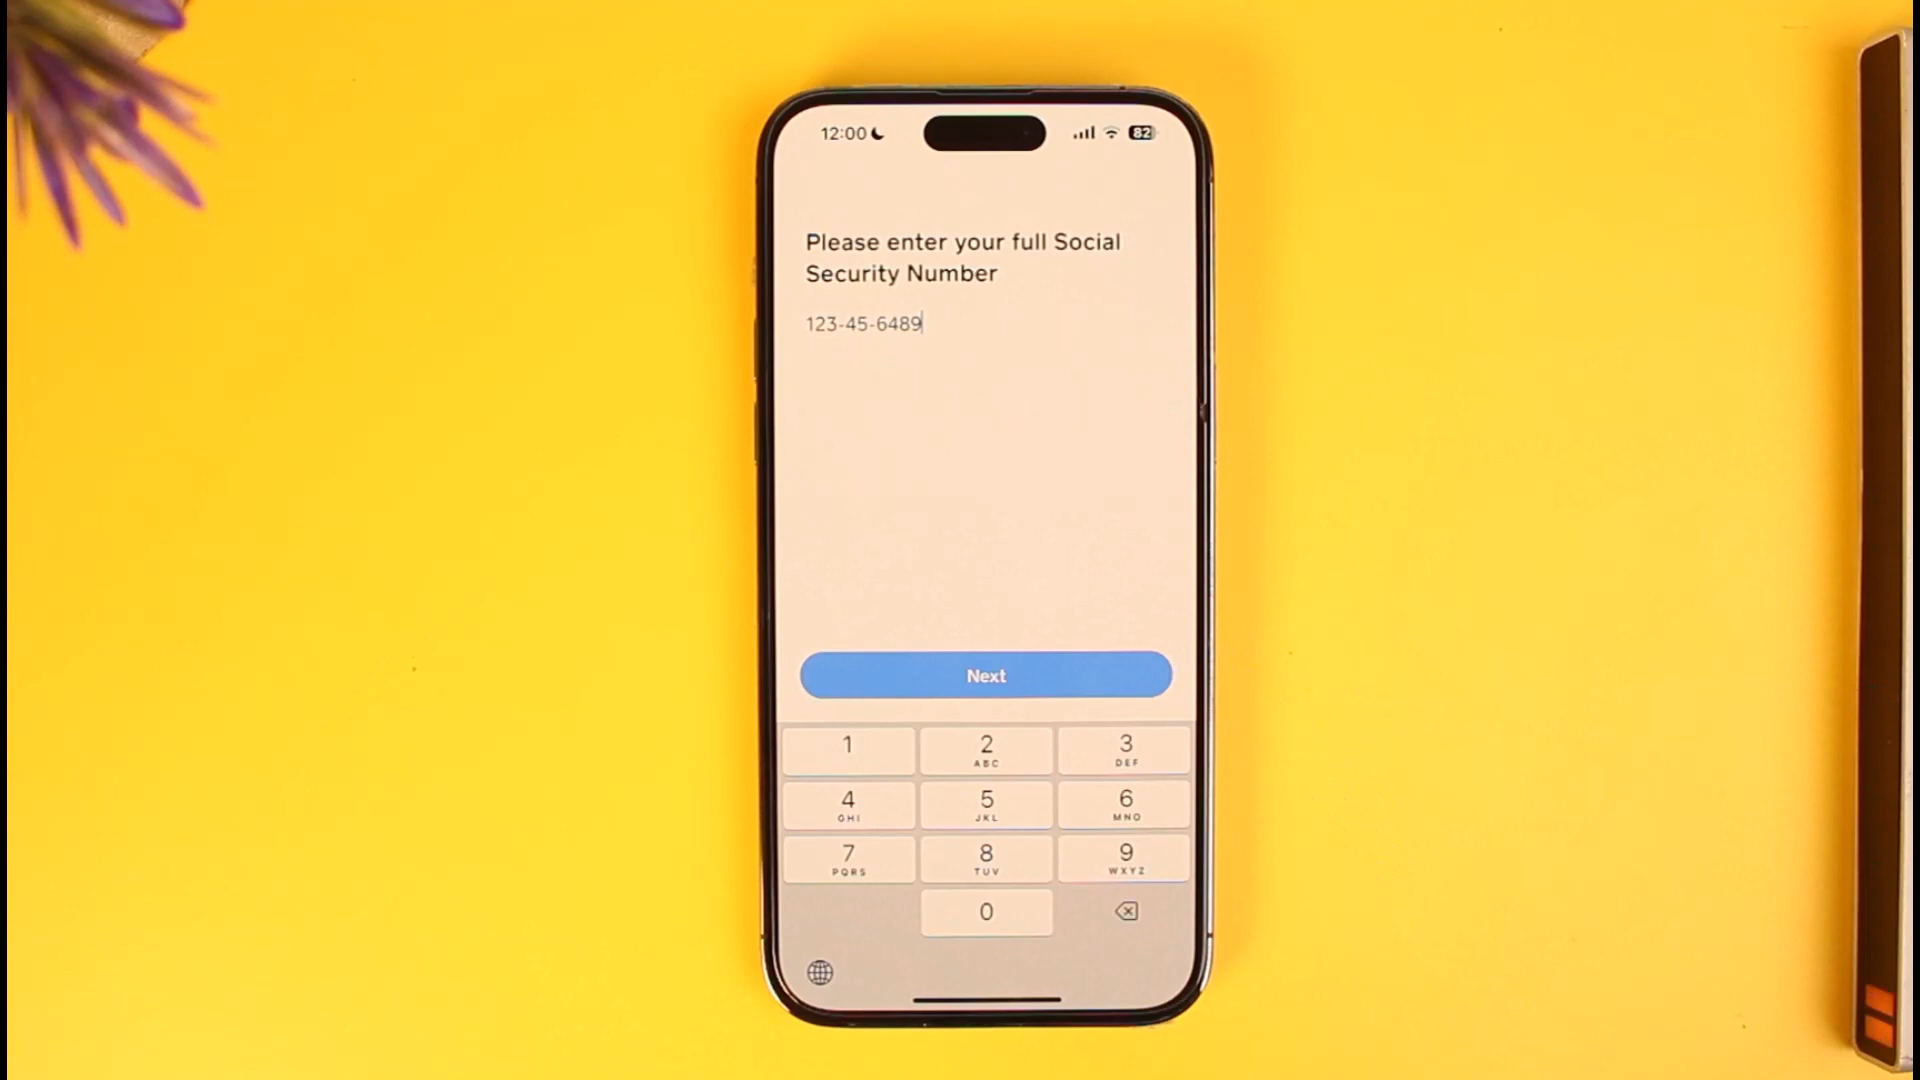 12:00
82
Please enter your full Social
Security Number
123-45-6489
Next
1
2
ABC
3
DEF
4
GHI
5
JKL
6
MNO
7
PQRS
8
TUV
9
WXYZ
0